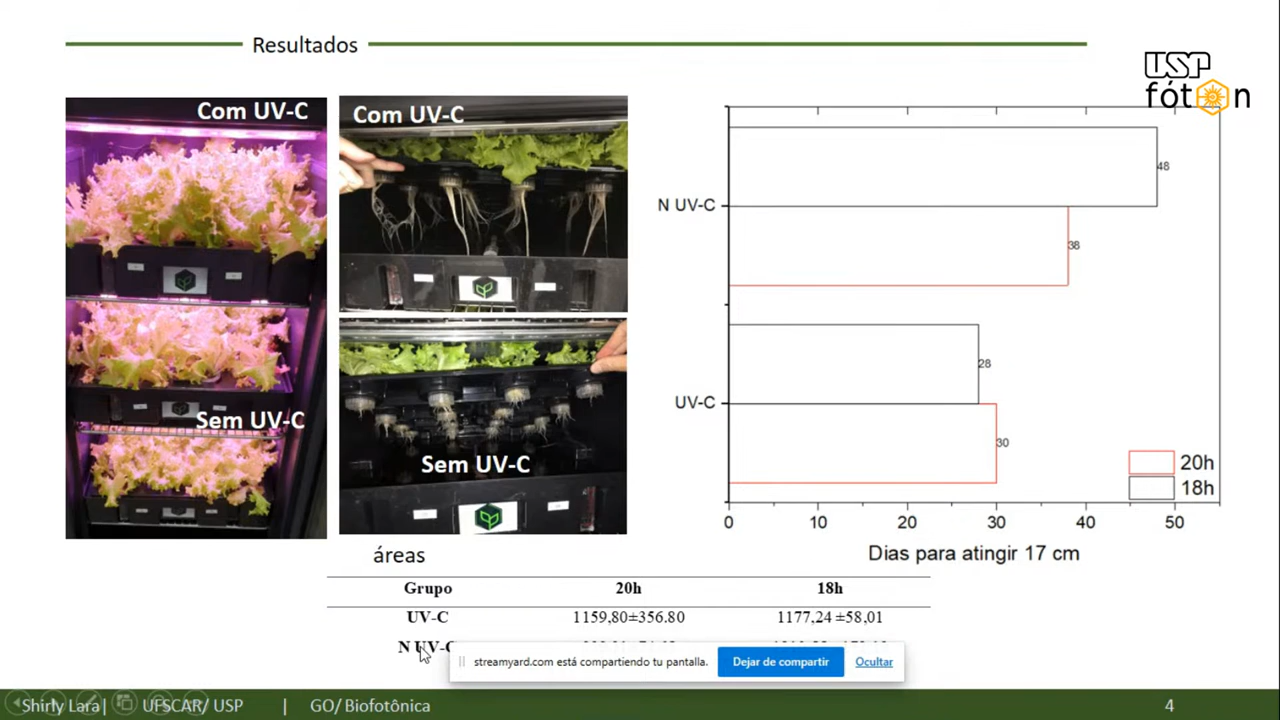 Resultados
USP
fóton
Com UV-C
Sem UV-C
Com UV-C
Sem UV-C
N UV-C
UV-C
48
38
28
30
20h
18h
0 10 20 30 40 50
Dias para atingir 17 cm
áreas
Grupo 20h 18h
UV-C 1159,80±356.80 1177,24 ±58,01
N UV-C
streamyard.com está compartiendo tu pantalla. Dejar de compartir Ocultar
Shirly Lara| UFSCAR/ USP | GO/ Biofotônica 4